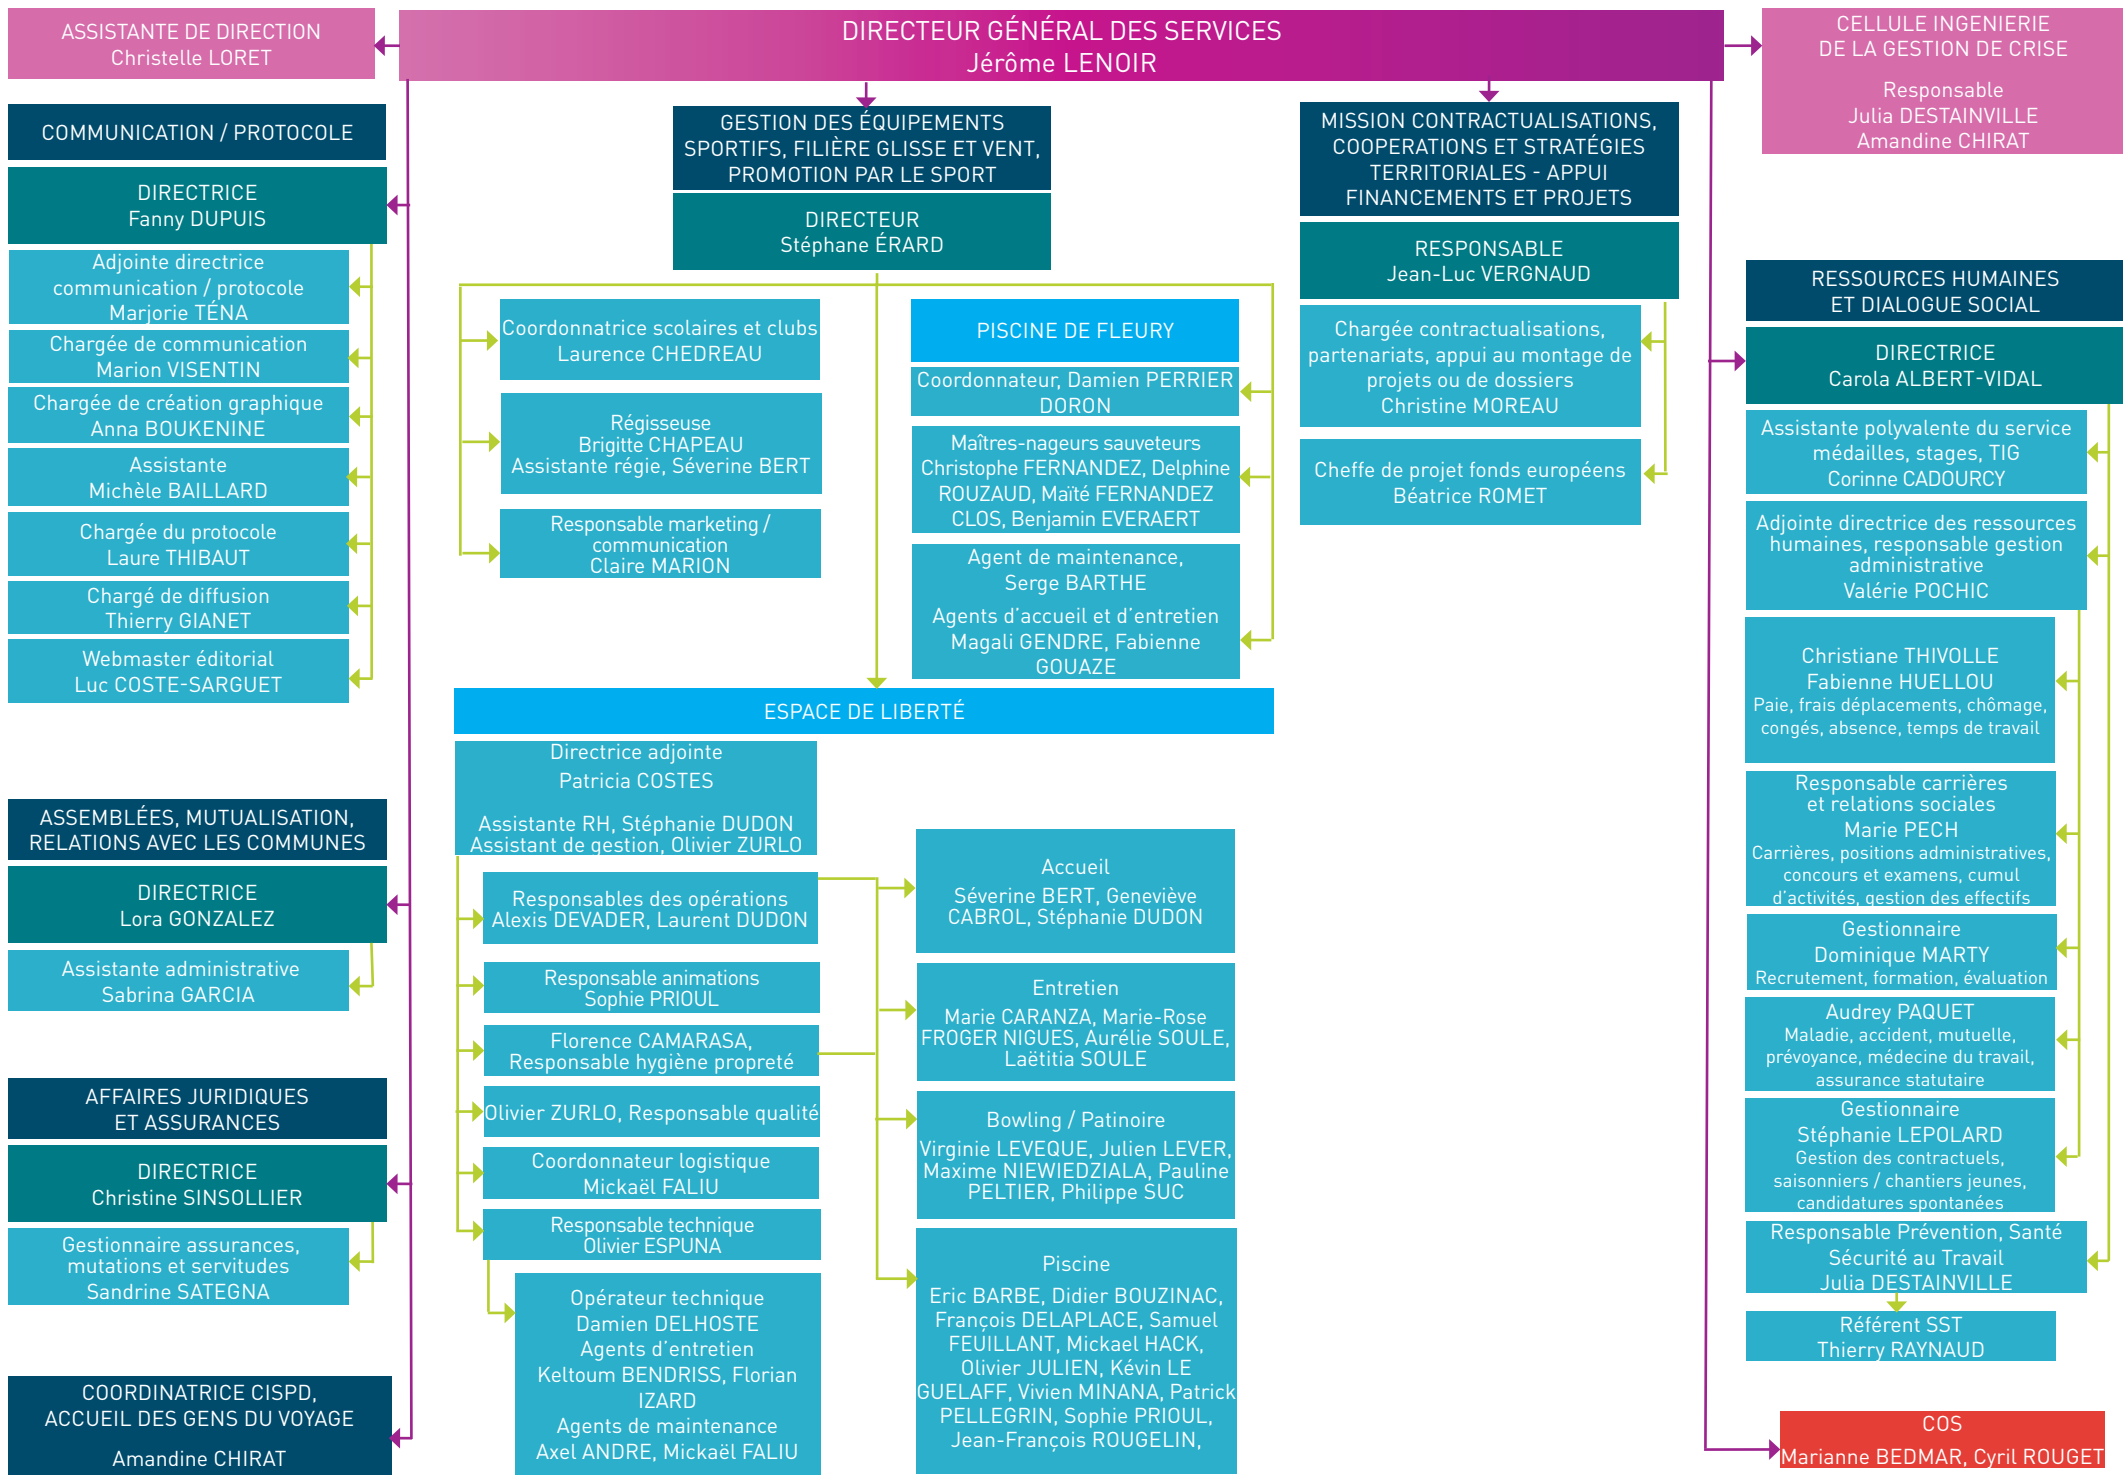 ASSISTANTE DE DIRECTION
Christelle LORET
DIRECTEUR GÉNÉRAL DES SERVICES
Jérôme LENOIR
CELLULE INGENIERIE
DE LA GESTION DE CRISE
Responsable
Julia DESTAINVILLE
Amandine CHIRAT
COMMUNICATION / PROTOCOLE
DIRECTRICE
Fanny DUPUIS
Adjointe directrice
communication / protocole
Marjorie TÉNA
Chargée de communication
Marion VISENTIN
Chargée de création graphique
Anna BOUKENINE
Assistante
Michèle BAILLARD
Chargée du protocole
Laure THIBAUT
Chargé de diffusion
Thierry GIANET
Webmaster éditorial
Luc COSTE-SARGUET
ASSEMBLÉES, MUTUALISATION,
RELATIONS AVEC LES COMMUNES
DIRECTRICE
Lora GONZALEZ
Assistante administrative
Sabrina GARCIA
AFFAIRES JURIDIQUES
ET ASSURANCES
DIRECTRICE
Christine SINSOLLIER
Gestionnaire assurances,
mutations et servitudes
Sandrine SATEGNA
COORDINATRICE CISPD,
ACCUEIL DES GENS DU VOYAGE
Amandine CHIRAT
GESTION DES ÉQUIPEMENTS
SPORTIFS, FILIÈRE GLISSE ET VENT,
PROMOTION PAR LE SPORT
DIRECTEUR
Stéphane ÉRARD
Coordonnatrice scolaires et clubs
Laurence CHEDREAU
Régisseuse
Brigitte CHAPEAU
Assistante régie, Séverine BERT
Responsable marketing /
communication
Claire MARION
PISCINE DE FLEURY
Coordonnateur, Damien PERRIER
DORON
Maîtres-nageurs sauveteurs
Christophe FERNANDEZ, Delphine
ROUZAUD, Maïté FERNANDEZ
CLOS, Benjamin EVERAERT
Agent de maintenance,
Serge BARTHE
Agents d'accueil et d'entretien
Magali GENDRE, Fabienne
GOUAZE
ESPACE DE LIBERTÉ
Directrice adjointe
Patricia COSTES
Assistante RH, Stéphanie DUDON
Assistant de gestion, Olivier ZURLO
Responsables des opérations
Alexis DEVADER, Laurent DUDON
Responsable animations
Sophie PRIOUL
Florence CAMARASA,
Responsable hygiène propreté
Olivier ZURLO, Responsable qualité
Coordonnateur logistique
Mickaël FALIU
Responsable technique
Olivier ESPUNA
Opérateur technique
Damien DELHOSTE
Agents d'entretien
Keltoum BENDRISS, Florian
IZARD
Agents de maintenance
Axel ANDRE, Mickaël FALIU
Accueil
Séverine BERT, Geneviève
CABROL, Stéphanie DUDON
Entretien
Marie CARANZA, Marie-Rose
FROGER NIGUES, Aurélie SOULE,
Laëtitia SOULE
Bowling / Patinoire
Virginie LEVEQUE, Julien LEVER,
Maxime NIEWIEDZIALA, Pauline
PELTIER, Philippe SUC
Piscine
Eric BARBE, Didier BOUZINAC,
François DELAPLACE, Samuel
FEUILLANT, Mickael HACK,
Olivier JULIEN, Kévin LE
GUELAFF, Vivien MINANA, Patrick
PELLEGRIN, Sophie PRIOUL,
Jean-François ROUGELIN,
MISSION CONTRACTUALISATIONS,
COOPERATIONS ET STRATÉGIES
TERRITORIALES - APPUI
FINANCEMENTS ET PROJETS
RESPONSABLE
Jean-Luc VERGNAUD
Chargée contractualisations,
partenariats, appui au montage de
projets ou de dossiers
Christine MOREAU
Cheffe de projet fonds européens
Béatrice ROMET
RESSOURCES HUMAINES
ET DIALOGUE SOCIAL
DIRECTRICE
Carola ALBERT-VIDAL
Assistante polyvalente du service
médailles, stages, TIG
Corinne CADOURCY
Adjointe directrice des ressources
humaines, responsable gestion
administrative
Valérie POCHIC
Christiane THIVOLLE
Fabienne HUELLOU
Paie, frais déplacements, chômage,
congés, absence, temps de travail
Responsable carrières
et relations sociales
Marie PECH
Carrières, positions administratives,
concours et examens, cumul
d'activités, gestion des effectifs
Gestionnaire
Dominique MARTY
Recrutement, formation, évaluation
Audrey PAQUET
Maladie, accident, mutuelle,
prévoyance, médecine du travail,
assurance statutaire
Gestionnaire
Stéphanie LEPOLARD
Gestion des contractuels,
saisonniers / chantiers jeunes,
candidatures spontanées
Responsable Prévention, Santé
Sécurité au Travail
Julia DESTAINVILLE
Référent SST
Thierry RAYNAUD
COS
Marianne BEDMAR, Cyril ROUGET